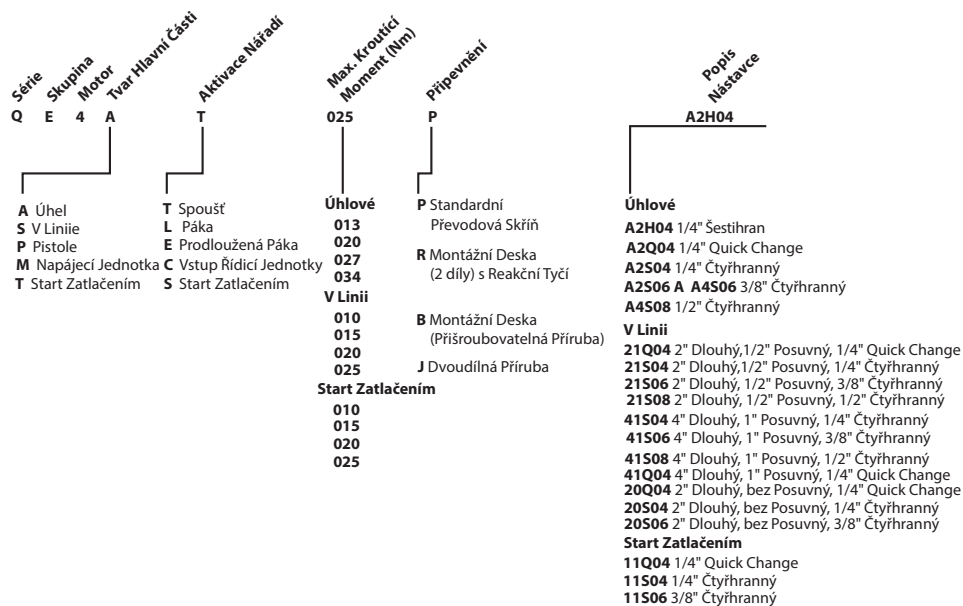 Série
Skupina
Motor
Tvar Hlavní Části
Aktivace Nářadí
Max. Kroutící
Moment (Nm)
Připevnění
Popis
Nástavce
Q E 4 A T 025 P A2H04
A Úhel
S V Liniie
P Pistole
M Napájecí Jednotka
T Start Zatlačením
T Spoušť
L Páka
E Prodloužená Páka
C Vstup Řídicí Jednotky
S Start Zatlačením
Úhlové
013
020
027
034
V Linii
010
015
020
025
Start Zatlačením
010
015
020
025
P Standardní
Převodová Skříň
R Montážní Deska
(2 díly) s Reakční Tyčí
B Montážní Deska
(Přišroubovatelná Příruba)
J Dvoudílná Příruba
Úhlové
A2H04 1/4" Šestihran
A2Q04 1/4" Quick Change
A2S04 1/4" Čtyřhranný
A2S06 A A4S06 3/8" Čtyřhranný
A4S08 1/2" Čtyřhranný
V Linii
21Q04 2" Dlouhý,1/2" Posuvný, 1/4" Quick Change
21S04 2" Dlouhý,1/2" Posuvný, 1/4" Čtyřhranný
21S06 2" Dlouhý, 1/2" Posuvný, 3/8" Čtyřhranný
21S08 2" Dlouhý, 1/2" Posuvný, 1/2" Čtyřhranný
41S04 4" Dlouhý, 1" Posuvný, 1/4" Čtyřhranný
41S06 4" Dlouhý, 1" Posuvný, 3/8" Čtyřhranný
41S08 4" Dlouhý, 1" Posuvný, 1/2" Čtyřhranný
41Q04 4" Dlouhý, 1" Posuvný, 1/4" Quick Change
20Q04 2" Dlouhý, bez Posuvný, 1/4" Quick Change
20S04 2" Dlouhý, bez Posuvný, 1/4" Čtyřhranný
20S06 2" Dlouhý, bez Posuvný, 3/8" Čtyřhranný
Start Zatlačením
11Q04 1/4" Quick Change
11S04 1/4" Čtyřhranný
11S06 3/8" Čtyřhranný